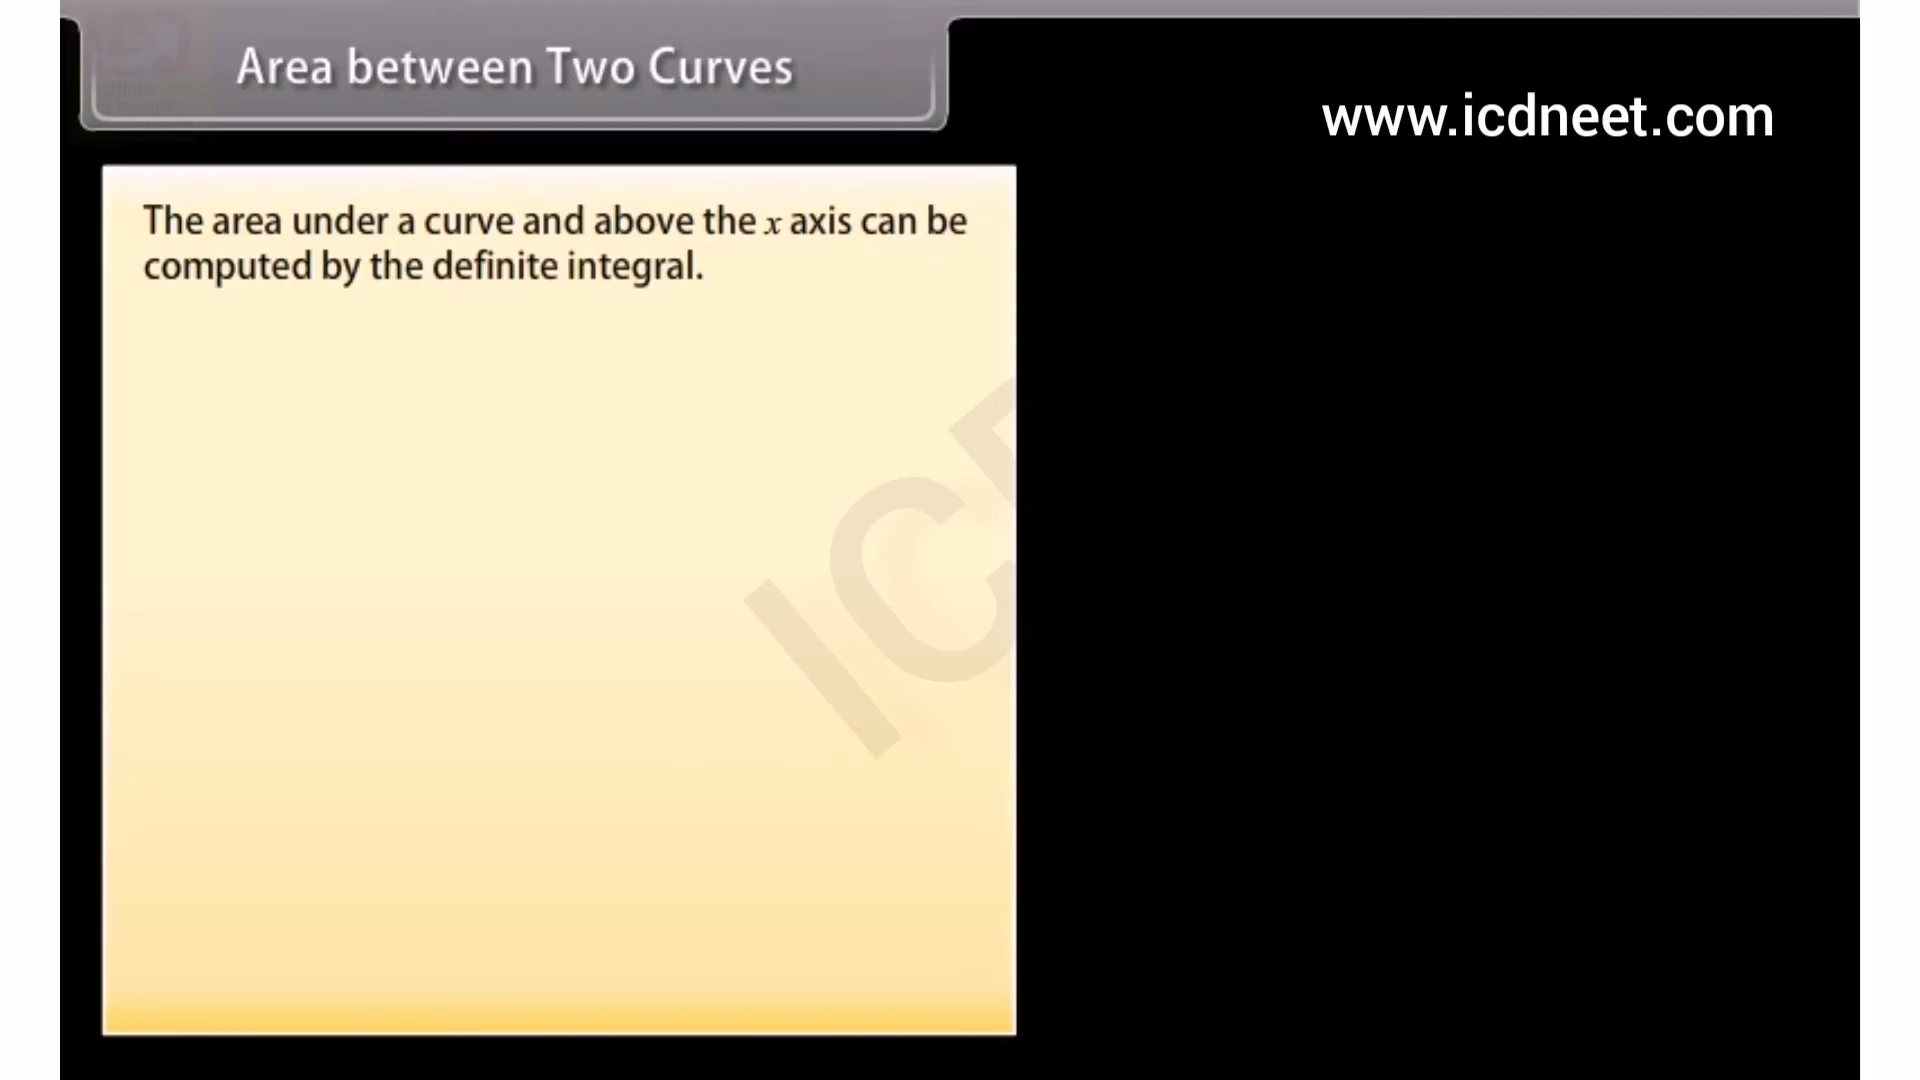 Area between Two Curves
www.icdneet.com
The area under a curve and above the x axis can be
computed by the definite integral.